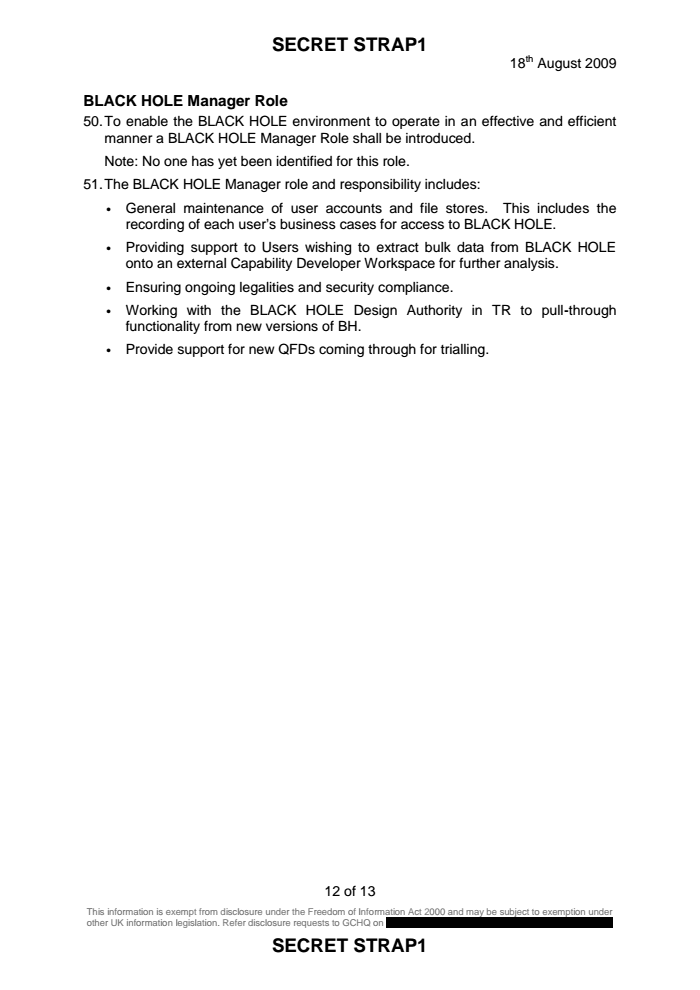 SECRET STRAP1
18th August 2009
BLACK HOLE Manager Role
50. To enable the BLACK HOLE environment to operate in an effective and efficient
manner a BLACK HOLE Manager Role shall be introduced.
Note: No one has yet been identified for this role.
51. The BLACK HOLE Manager role and responsibility includes:
• General maintenance of user accounts and file stores. This includes the
recording of each user's business cases for access to BLACK HOLE.
• Providing support to Users wishing to extract bulk data from BLACK HOLE
onto an external Capability Developer Workspace for further analysis.
• Ensuring ongoing legalities and security compliance.
• Working with the BLACK HOLE Design Authority in TR to pull-through
functionality from new versions of BH.
• Provide support for new QFDs coming through for trialling.
12 of 13
This information is exempt from disclosure under the Freedom of Information Act 2000 and may be subject to exemption under
other UK information legislation. Refer disclosure requests to GCHQ on
SECRET STRAP1